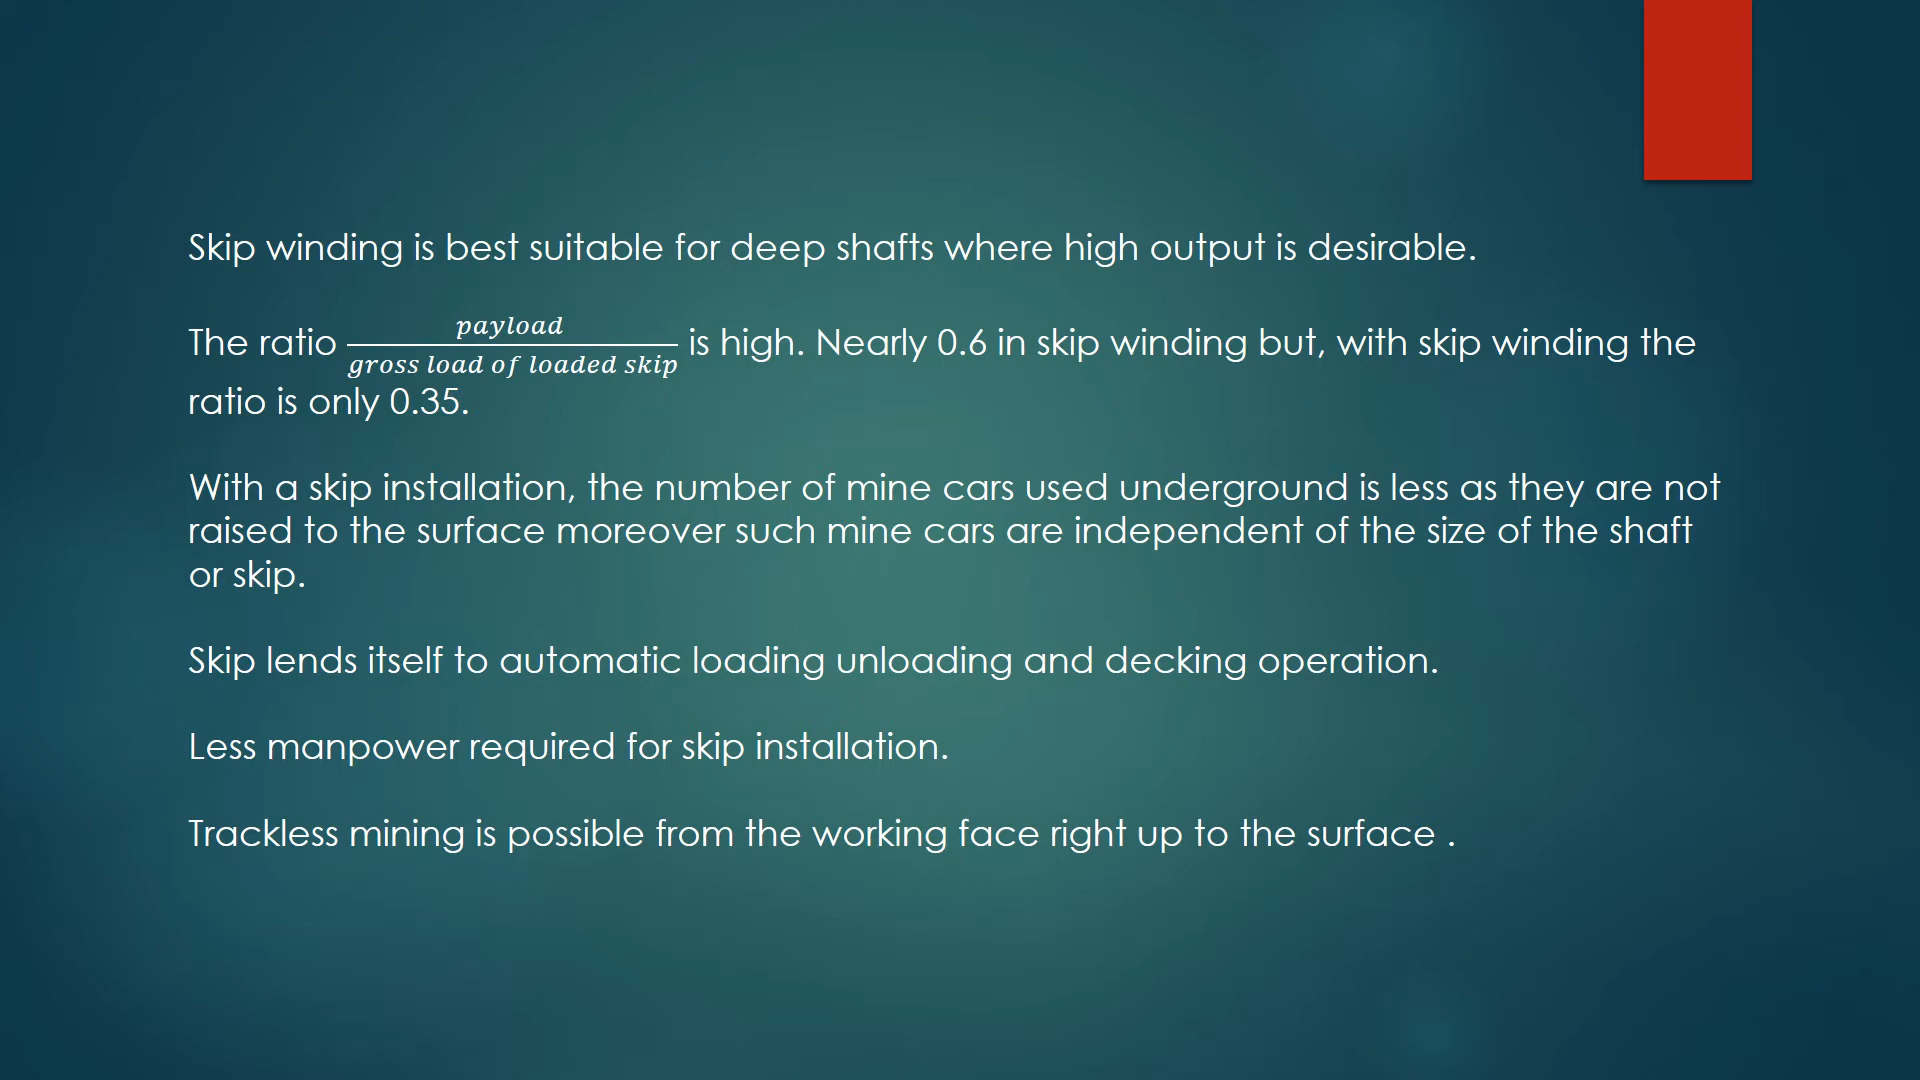 Skip winding is best suitable for deep shafts where high output is desirable.
The ratio payload / gross load of loaded skip is high. Nearly 0.6 in skip winding but, with skip winding the
ratio is only 0.35.
With a skip installation, the number of mine cars used underground is less as they are not
raised to the surface moreover such mine cars are independent of the size of the shaft
or skip.
Skip lends itself to automatic loading unloading and decking operation.
Less manpower required for skip installation.
Trackless mining is possible from the working face right up to the surface .